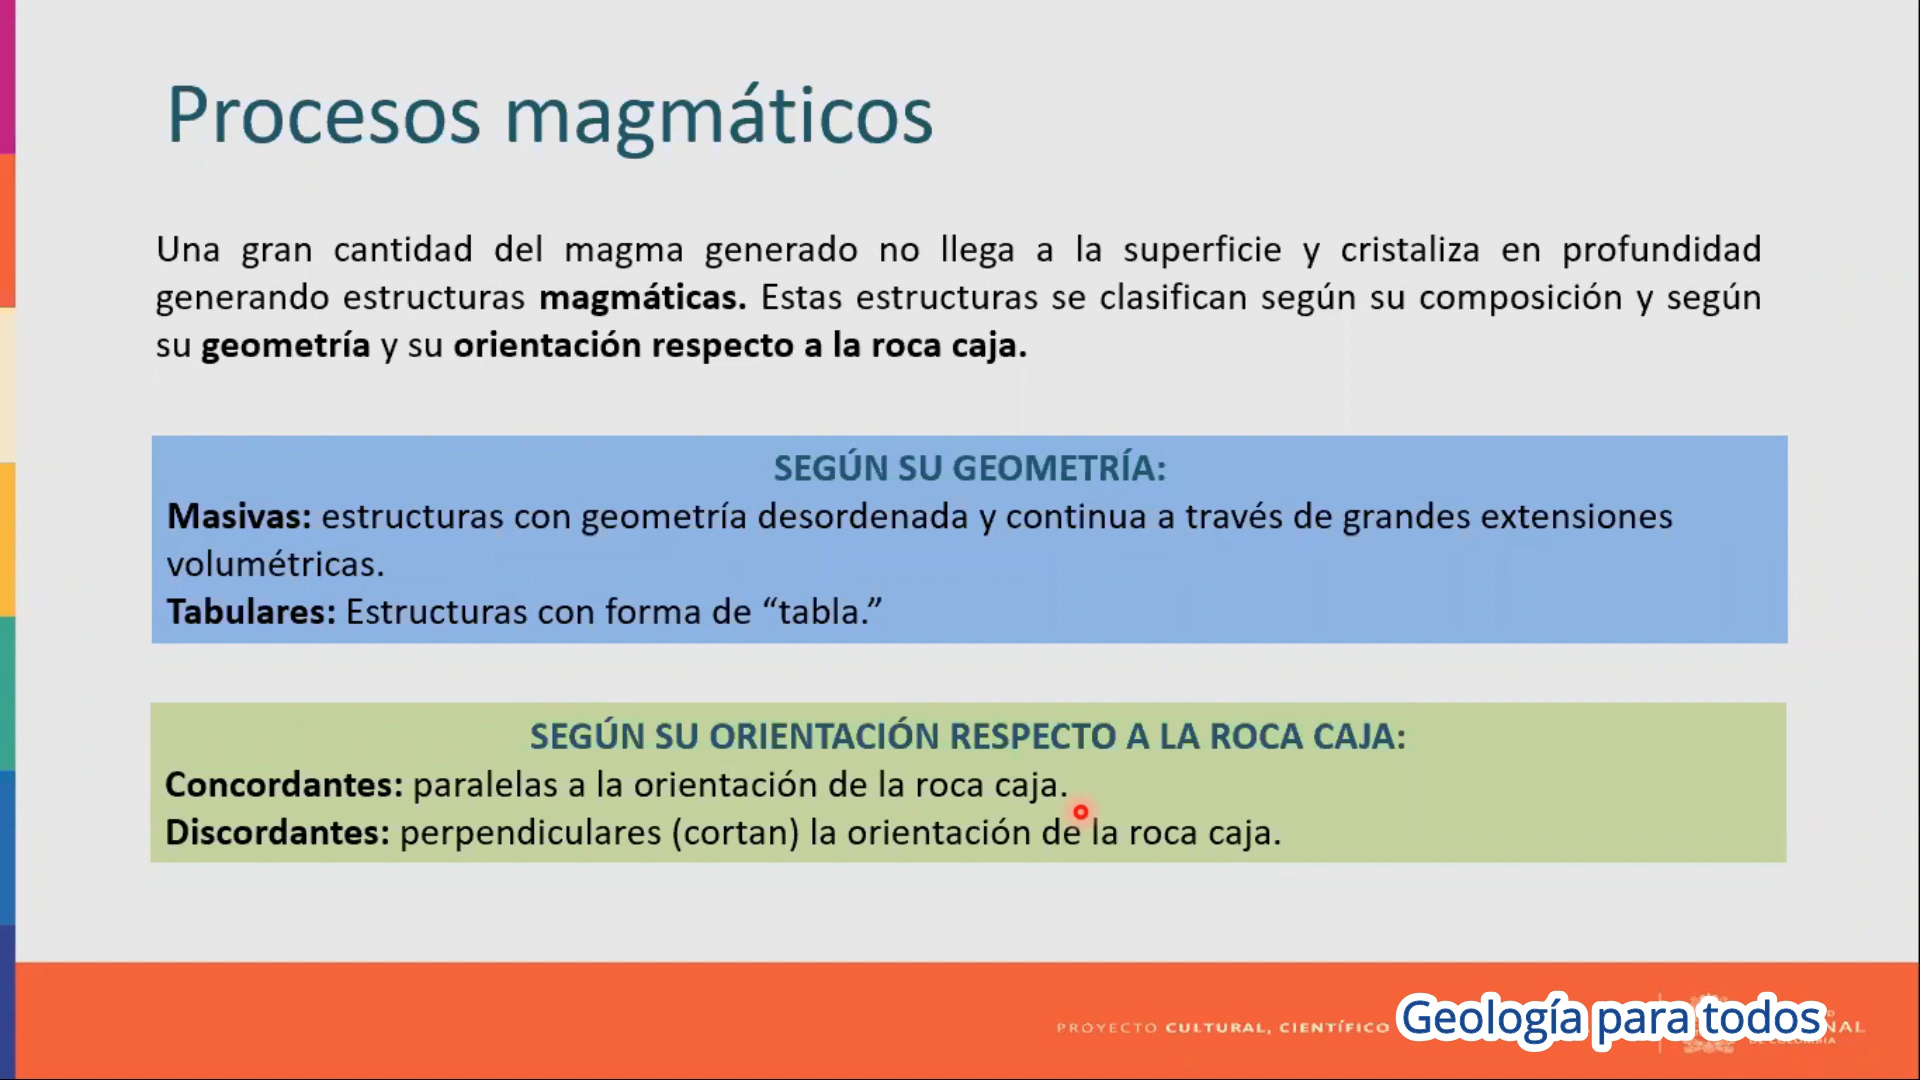 Procesos magmáticos
Una gran cantidad del magma generado no llega a la superficie y cristaliza en profundidad
generando estructuras magmáticas. Estas estructuras se clasifican según su composición y según
su geometría y su orientación respecto a la roca caja.
SEGÚN SU GEOMETRÍA:
Masivas: estructuras con geometría desordenada y continua a través de grandes extensiones
volumétricas.
Tabulares: Estructuras con forma de “tabla.”
SEGÚN SU ORIENTACIÓN RESPECTO A LA ROCA CAJA:
Concordantes: paralelas a la orientación de la roca caja.
Discordantes: perpendiculares (cortan) la orientación de la roca caja.
PROYECTO CULTURAL, CIENTÍFICO
Geología para todos
DE COLOMBIA